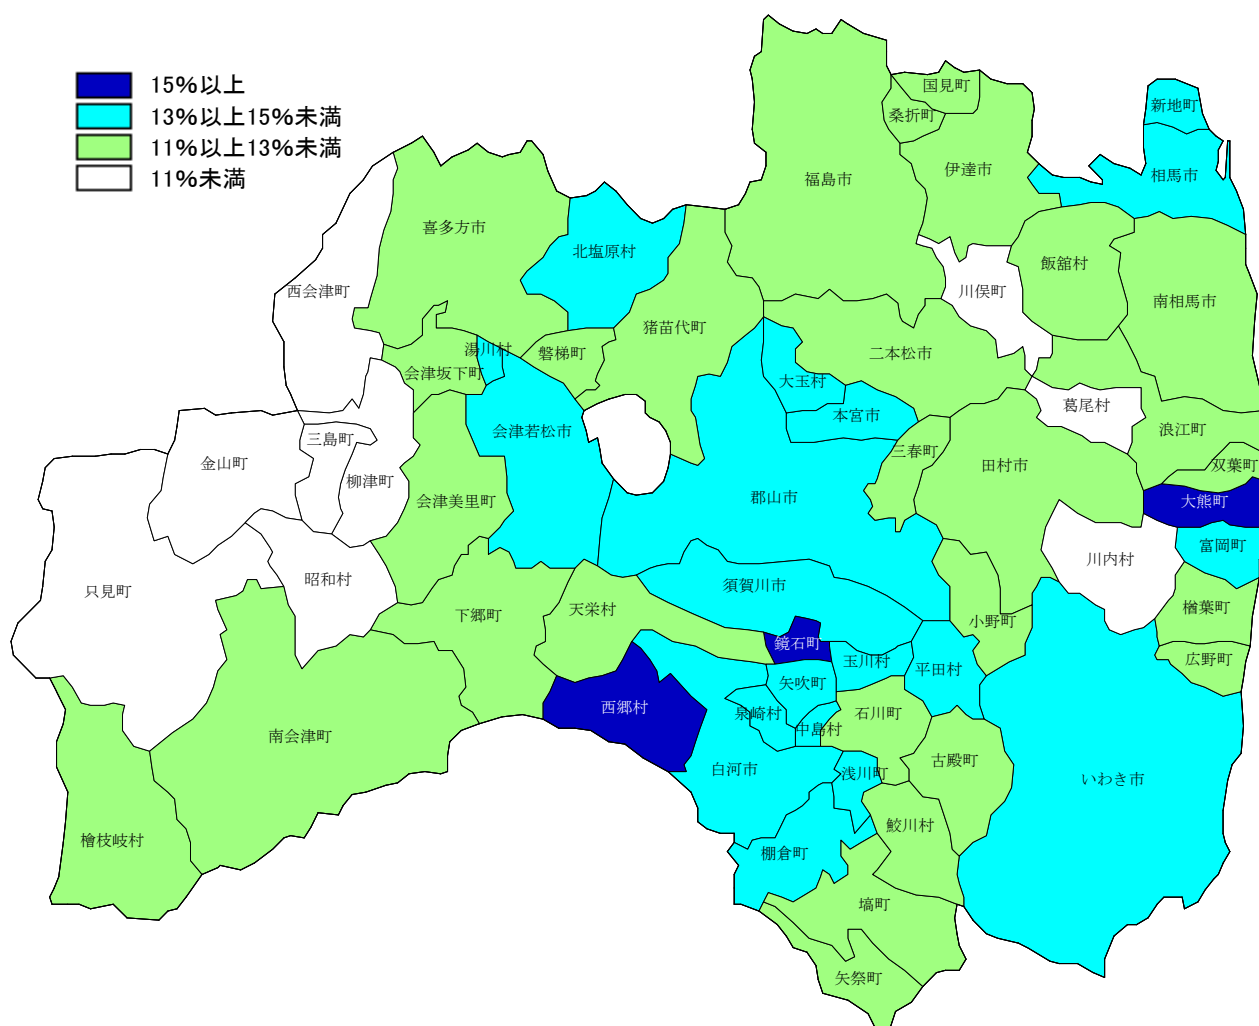 15%以上
13%以上15%未満
11%以上13%未満
11%未満
国見町
桑折町
新地町
伊達市
相馬市
福島市
喜多方市
北塩原村
飯舘村
西会津町
川俣町
南相馬市
猪苗代町
湯川村
磐梯町
二本松市
会津坂下町
大玉村
葛尾村
本宮市
浪江町
会津若松市
三島町
三春町
金山町
田村市
双葉町
柳津町
会津美里町
郡山市
大熊町
富岡町
川内村
昭和村
須賀川市
只見町
下郷町
天栄村
小野町
楢葉町
鏡石町
玉川村
平田村
広野町
矢吹町
西郷村
泉崎村
石川町
中島村
南会津町
古殿町
白河市
浅川町
いわき市
鮫川村
檜枝岐村
棚倉町
塙町
矢祭町